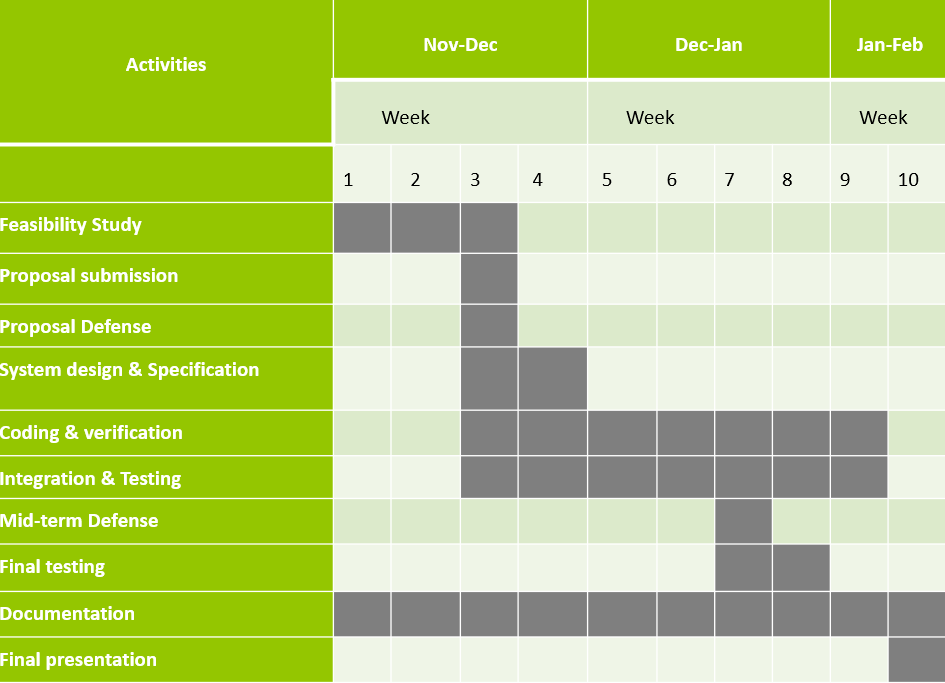 Activities
Nov-Dec
Dec-Jan
Jan-Feb
Week
Week
Week
1 2 3 4 5 6 7 8 9 10
Feasibility Study
Proposal submission
Proposal Defense
System design & Specification
Coding & verification
Integration & Testing
Mid-term Defense
Final testing
Documentation
Final presentation